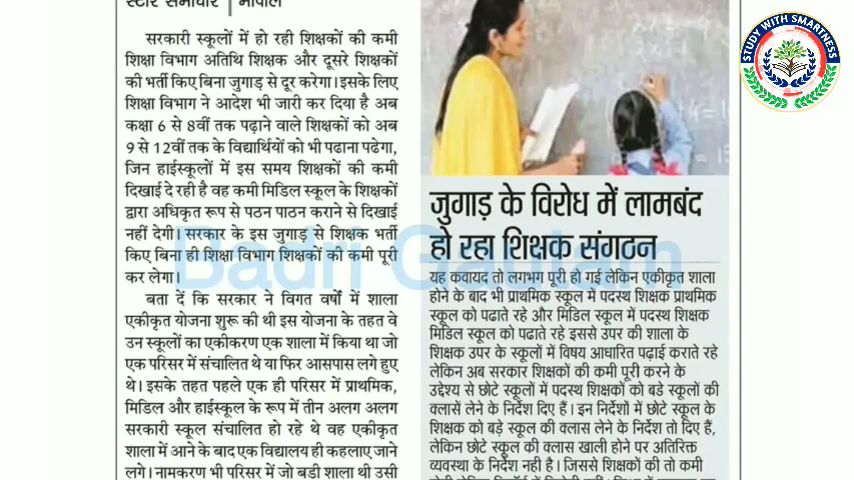 स्टार समाचार | भोपाल
सरकारी स्कूलों में हो रही शिक्षकों की कमी
शिक्षा विभाग अतिथि शिक्षक और दूसरे शिक्षकों
की भर्ती किए बिना जुगाड़ से दूर करेगा। इसके लिए
शिक्षा विभाग ने आदेश भी जारी कर दिया है अब
कक्षा 6 से 8वीं तक पढ़ाने वाले शिक्षकों को अब
9 से 12वीं तक के विद्यार्थियों को भी पढाना पढेगा,
जिन हाईस्कूलों में इस समय शिक्षकों की कमी
दिखाई दे रही है वह कमी मिडिल स्कूल के शिक्षकों
द्वारा अधिकृत रूप से पठन पाठन कराने से दिखाई
नहीं देगी। सरकार के इस जुगाड़ से शिक्षक भर्ती
किए बिना ही शिक्षा विभाग शिक्षकों की कमी पूरी
कर लेगा।
बता दें कि सरकार ने विगत वर्षों में शाला
एकीकृत योजना शुरू की थी इस योजना के तहत वे
उन स्कूलों का एकीकरण एक शाला में किया था जो
एक परिसर में संचालित थे या फिर आसपास लगे हुए
थे। इसके तहत पहले एक ही परिसर में प्राथमिक,
मिडिल और हाईस्कूल के रूप में तीन अलग अलग
सरकारी स्कूल संचालित हो रहे थे वह एकीकृत
शाला में आने के बाद एक विद्यालय ही कहलाए जाने
लगे। नामकरण भी परिसर में जो बडी शाला थी उसी
जुगाड़ के विरोध में लामबंद
हो रहा शिक्षक संगठन
यह कवायद तो लगभग पूरी हो गई लेकिन एकीकृत शाला
होने के बाद भी प्राथमिक स्कूल में पदस्थ शिक्षक प्राथमिक
स्कूल को पढाते रहे और मिडिल स्कूल में पदस्थ शिक्षक
मिडिल स्कूल को पढाते रहे इससे उपर की शाला के
शिक्षक उपर के स्कूलों में विषय आधारित पढ़ाई कराते रहे
लेकिन अब सरकार शिक्षकों की कमी पूरी करने के
उद्देश्य से छोटे स्कूलों में पदस्थ शिक्षकों को बड़े स्कूलों की
क्लासें लेने के निर्देश दिए हैं। इन निर्देशों में छोटे स्कूल के
शिक्षक को बड़े स्कूल की क्लास लेने के निर्देश तो दिए हैं,
लेकिन छोटे स्कूल की क्लास खाली होने पर अतिरिक्त
व्यवस्था के निर्देश नही है। जिससे शिक्षकों की तो कमी
STUDY WITH SMARTNESS
Badri Gautam